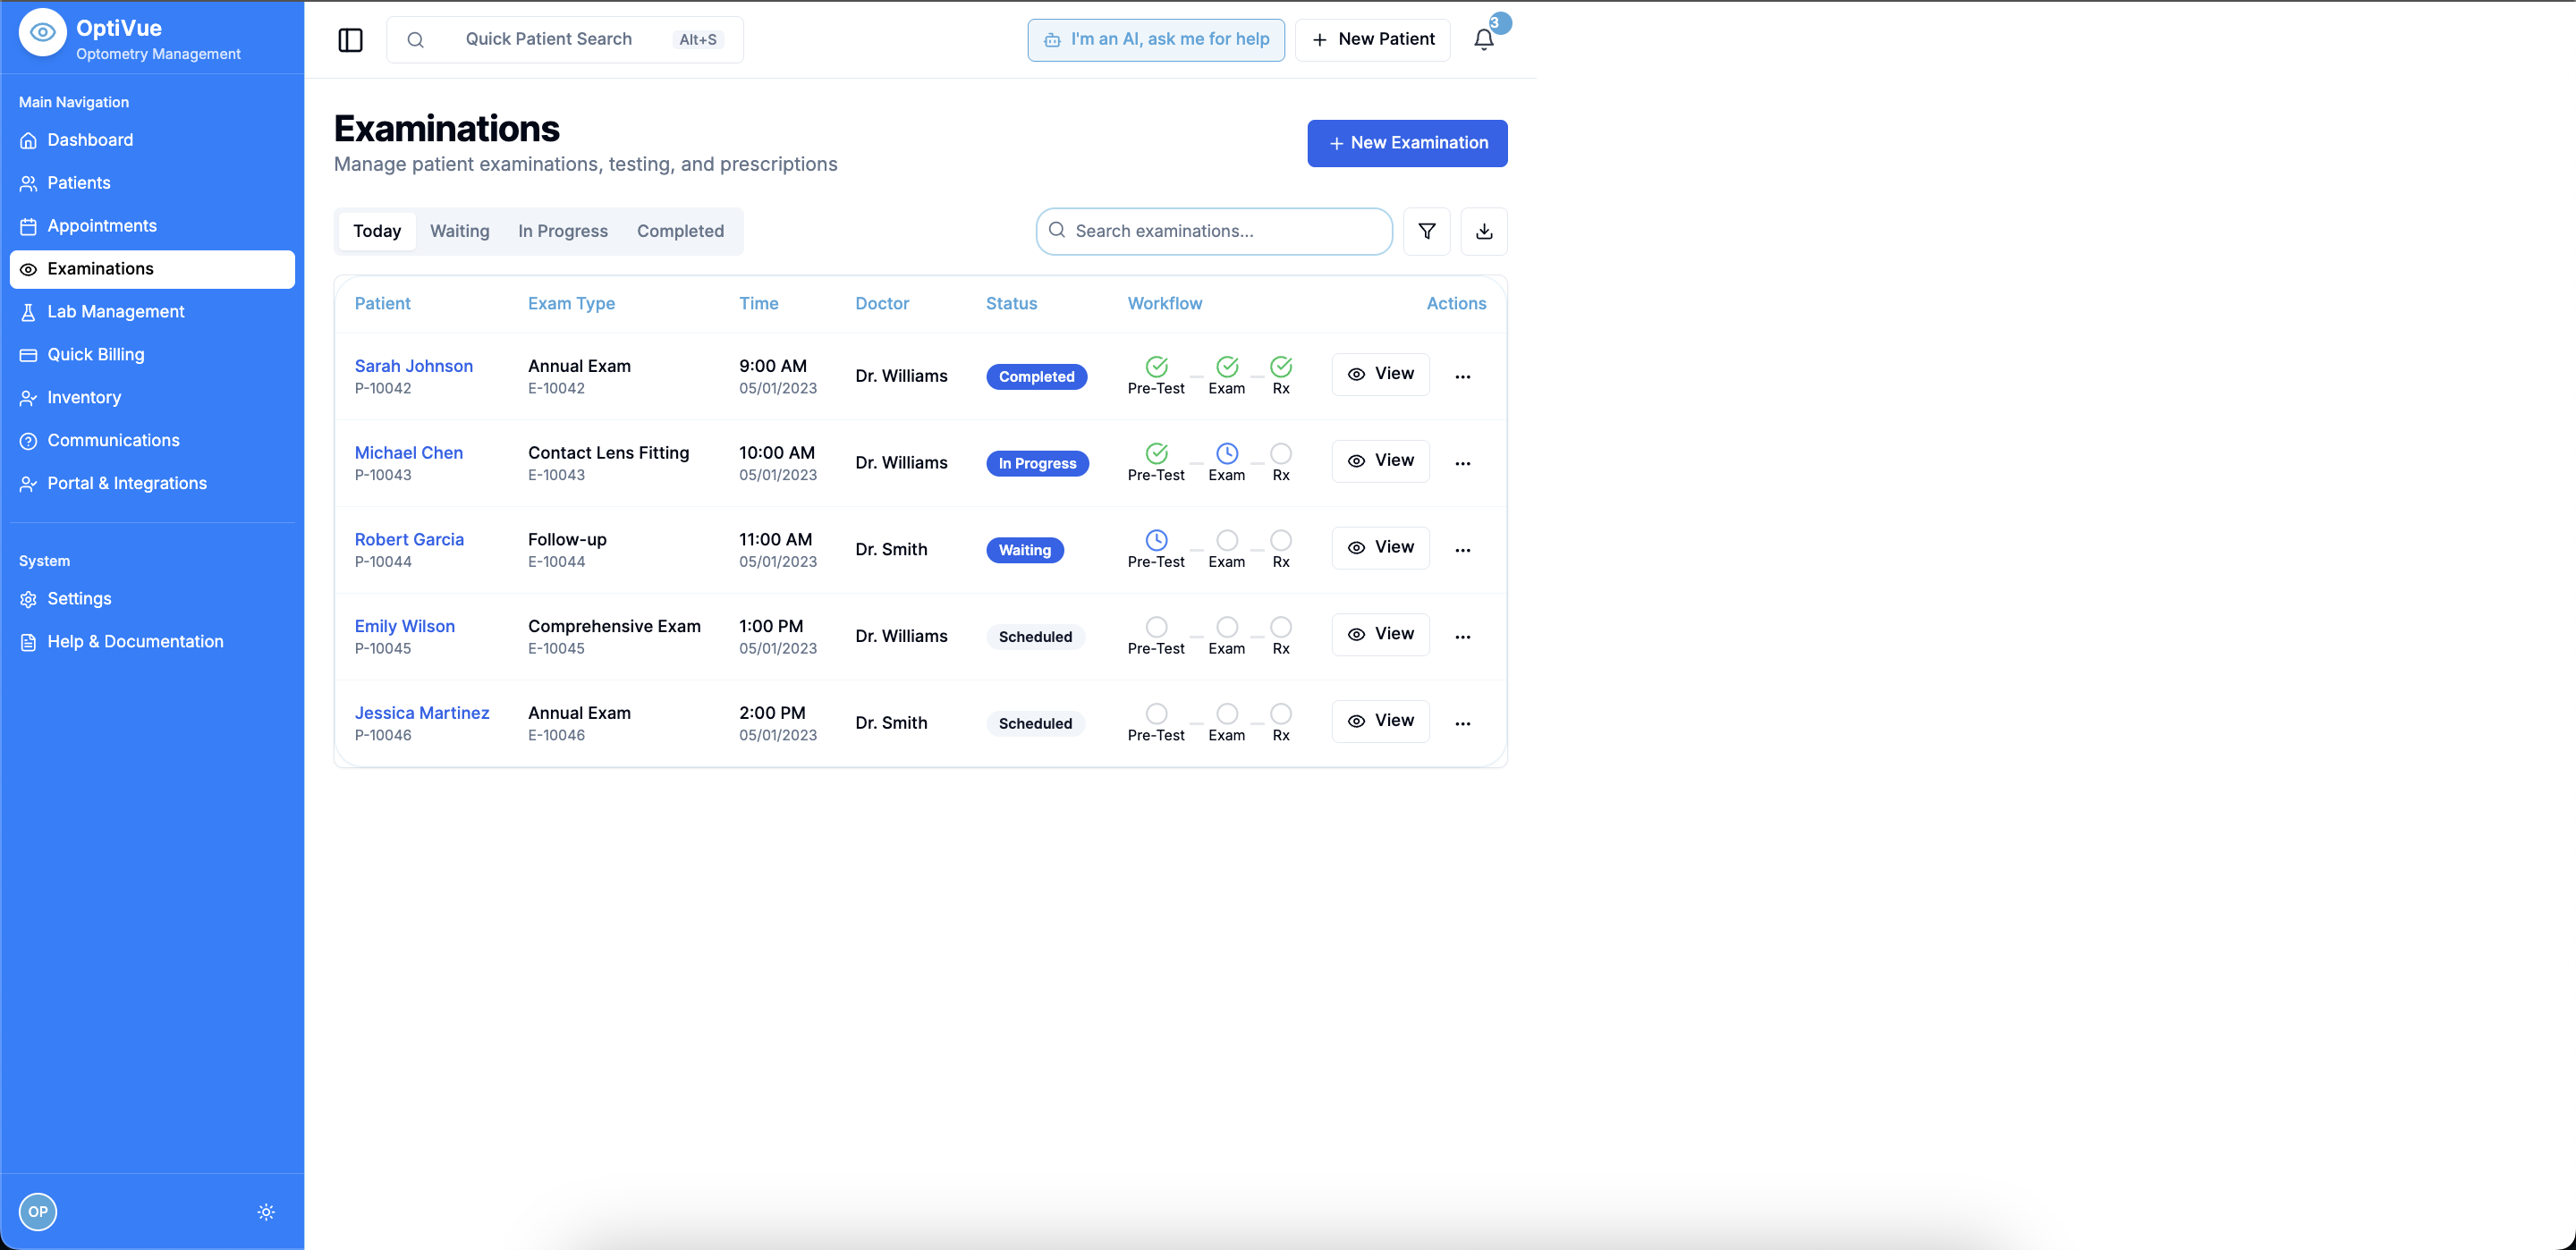 OptiVue
Optometry Management
Main Navigation
Dashboard
Patients
Appointments
Examinations
Lab Management
Quick Billing
Inventory
Communications
Portal & Integrations
System
Settings
Help & Documentation
OP
Quick Patient Search Alt+S
I'm an AI, ask me for help
New Patient
3
Examinations
Manage patient examinations, testing, and prescriptions
New Examination
Today Waiting In Progress Completed
Search examinations...
Patient Exam Type Time Doctor Status Workflow Actions
Sarah Johnson Annual Exam 9:00 AM Dr. Williams Completed View ...
P-10042 E-10042 05/01/2023 Pre-Test Exam Rx
Michael Chen Contact Lens Fitting 10:00 AM Dr. Williams In Progress View ...
P-10043 E-10043 05/01/2023 Pre-Test Exam Rx
Robert Garcia Follow-up 11:00 AM Dr. Smith Waiting View ...
P-10044 E-10044 05/01/2023 Pre-Test Exam Rx
Emily Wilson Comprehensive Exam 1:00 PM Dr. Williams Scheduled View ...
P-10045 E-10045 05/01/2023 Pre-Test Exam Rx
Jessica Martinez Annual Exam 2:00 PM Dr. Smith Scheduled View ...
P-10046 E-10046 05/01/2023 Pre-Test Exam Rx